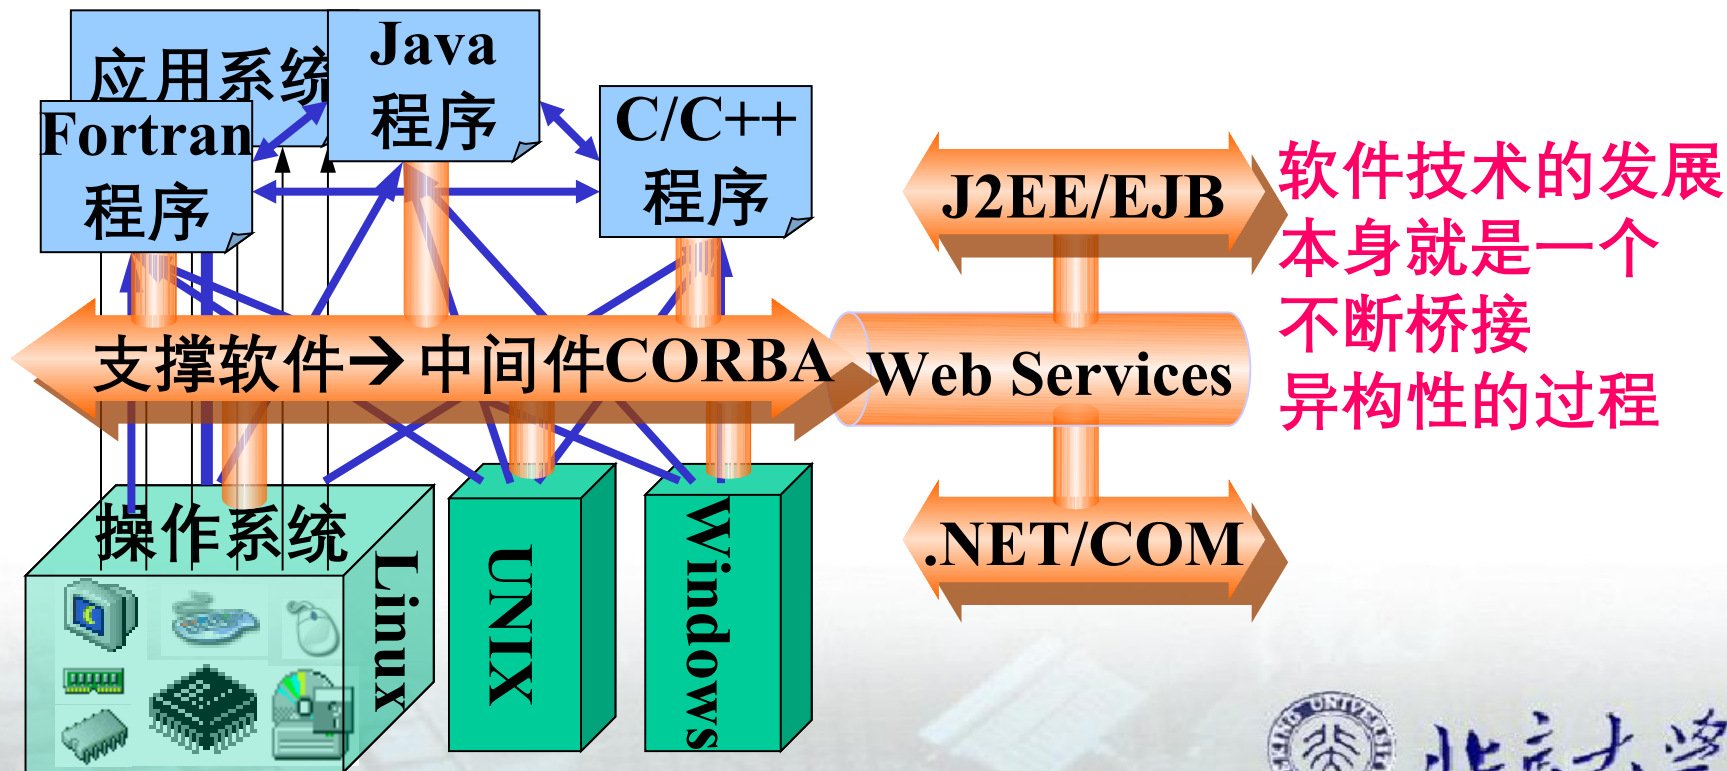 应用系统
Java
程序
Fortran
程序
C/C++
程序
支撑软件→中间件CORBA
操作系统
Linux
UNIX
Windows
J2EE/EJB
Web Services
.NET/COM
软件技术的发展
本身就是一个
不断桥接
异构性的过程
北京大学